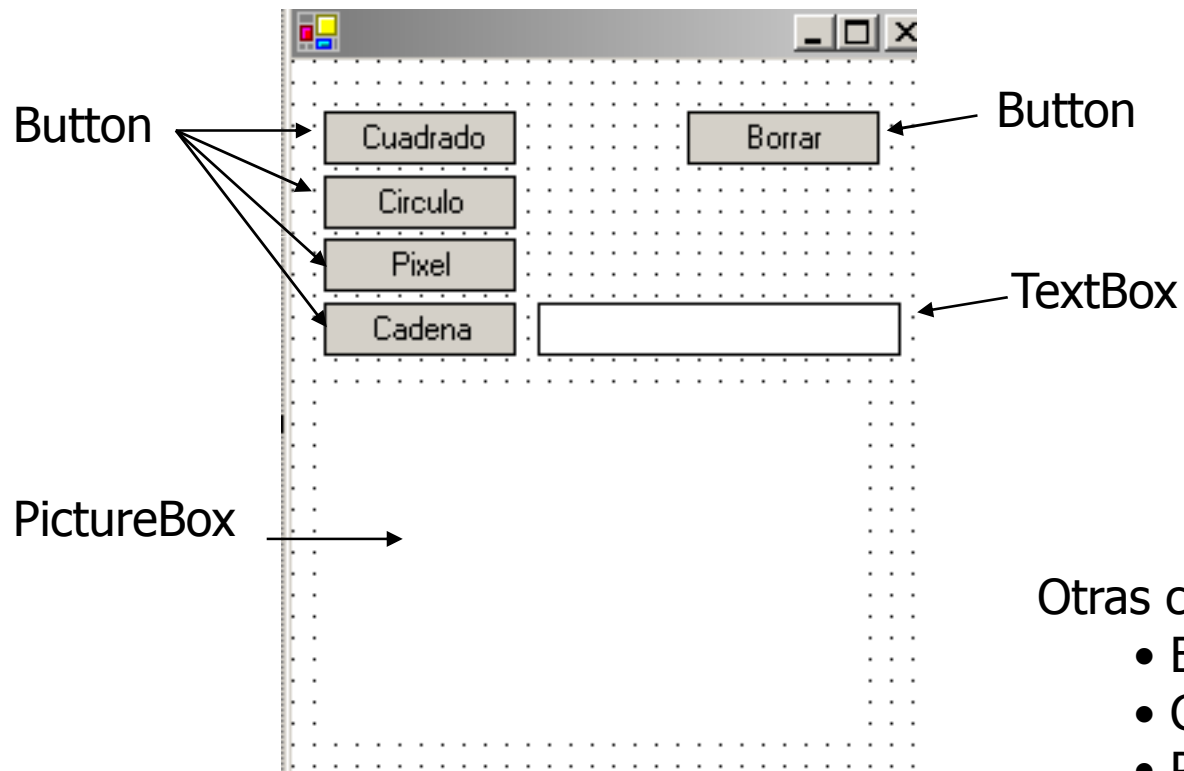 Button
Cuadrado
Circulo
Pixel
Cadena
Borrar
Button
TextBox
PictureBox
Otras